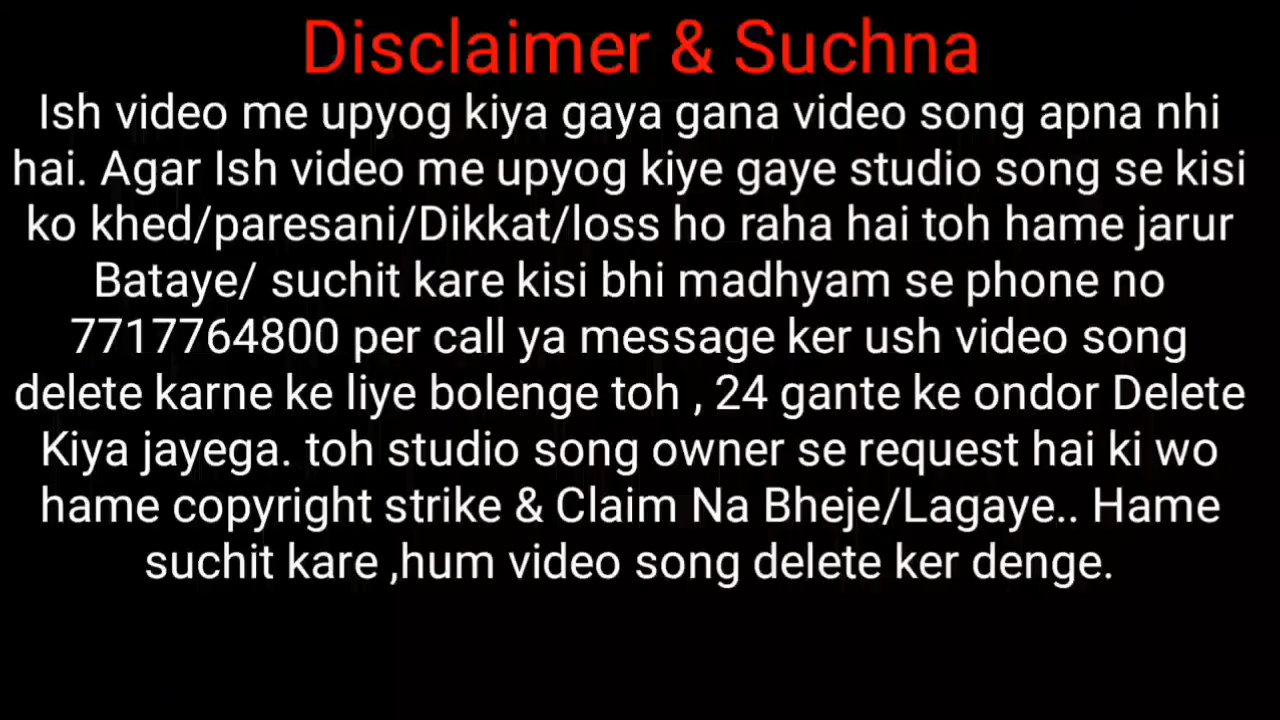 Disclaimer & Suchna
Ish video me upyog kiya gaya gana video song apna nhi
hai. Agar Ish video me upyog kiye gaye studio song se kisi
ko khed/paresani/Dikkat/loss ho raha hai toh hame jarur
Bataye/ suchit kare kisi bhi madhyam se phone no
7717764800 per call ya message ker ush video song
delete karne ke liye bolenge toh , 24 gante ke ondor Delete
Kiya jayega. toh studio song owner se request hai ki wo
hame copyright strike & Claim Na Bheje/Lagaye.. Hame
suchit kare ,hum video song delete ker denge.